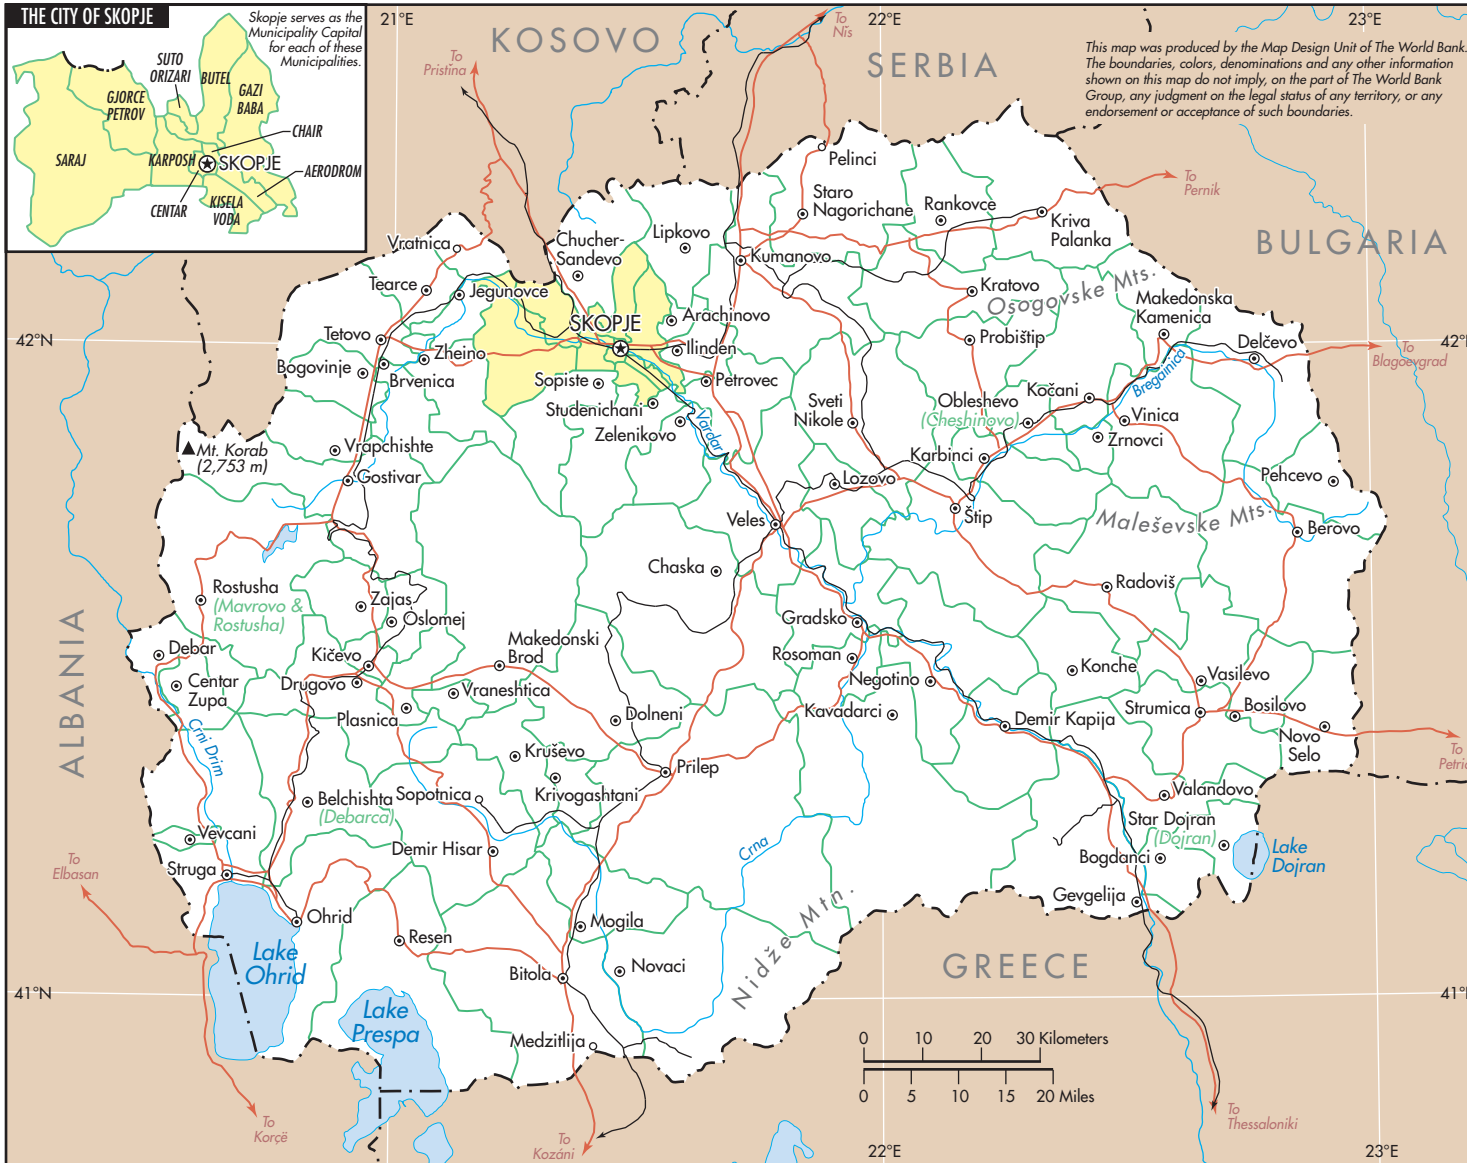 THE CITY OF SKOPJE
Skopje serves as the
Municipality Capital
for each of these
Municipalities.
SUTO
ORIZARI
BUTEL
GAZI
BABA
GJORCE
PETROV
CHAIR
SARAJ
KARPOSH
SKOPJE
AERODROM
CENTAR
KISELA
VODA
21°E
22°E
23°E
To
Niš
To
Pristina
KOSOVO
SERBIA
This map was produced by the Map Design Unit of The World Bank.
The boundaries, colors, denominations and any other information
shown on this map do not imply, on the part of The World Bank
Group, any judgment on the legal status of any territory, or any
endorsement or acceptance of such boundaries.
Pelinci
To
Pernik
Staro
Nagorichane
Rankovce
Kriva
Palanka
BULGARIA
Vratnica
Chucher-
Sandevo
Lipkovo
Kumanovo
Tearce
Jegunovce
Kratovo
Osogovske Mts.
Makedonska
Kamenica
SKOPJE
Arachinovo
42°N
Tetovo
Zheino
Ilinden
Probištip
Delčevo
42°N
To
Blagoevgrad
Bogovinje
Brvenica
Sopiste
Petrovec
Bregalnica
Studenichani
Zelenikovo
Vardar
Sveti
Nikole
Obleshevo
(Cheshinovo)
Kočani
Vinica
Zrnovci
Mt. Korab
(2,753 m)
Vrapchishte
Gostivar
Karbinci
Lozovo
Pehcevo
Veles
Štip
Maleševske Mts.
Berovo
Chaska
Radoviš
Rostusha
(Mavrovo &
Rostusha)
Zajas
Oslomej
Gradsko
ALBANIA
Debar
Kičevo
Makedonski
Brod
Rosoman
Konche
Vasilevo
Centar
Zupa
Drugovo
Vraneshtica
Negotino
Plasnica
Dolneni
Kavadarci
Demir Kapija
Strumica
Bosilovo
Novo
Selo
To
Petrich
Crni Drim
Kruševo
Prilep
Belchishta
(Debarca)
Sopotnica
Krivogashtani
Valandovo
Star Dojran
(Dojran)
Vevcani
Demir Hisar
Crna
Bogdanci
Lake
Dojran
To
Elbasan
Struga
Gevgelija
Ohrid
Resen
Mogila
Nidže Mtn.
Lake
Ohrid
Bitola
Novaci
GREECE
41°N
41°N
Lake
Prespa
Medzitlija
0 10 20 30 Kilometers
0 5 10 15 20 Miles
To
Korçë
To
Kozáni
To
Thessaloniki
22°E
23°E